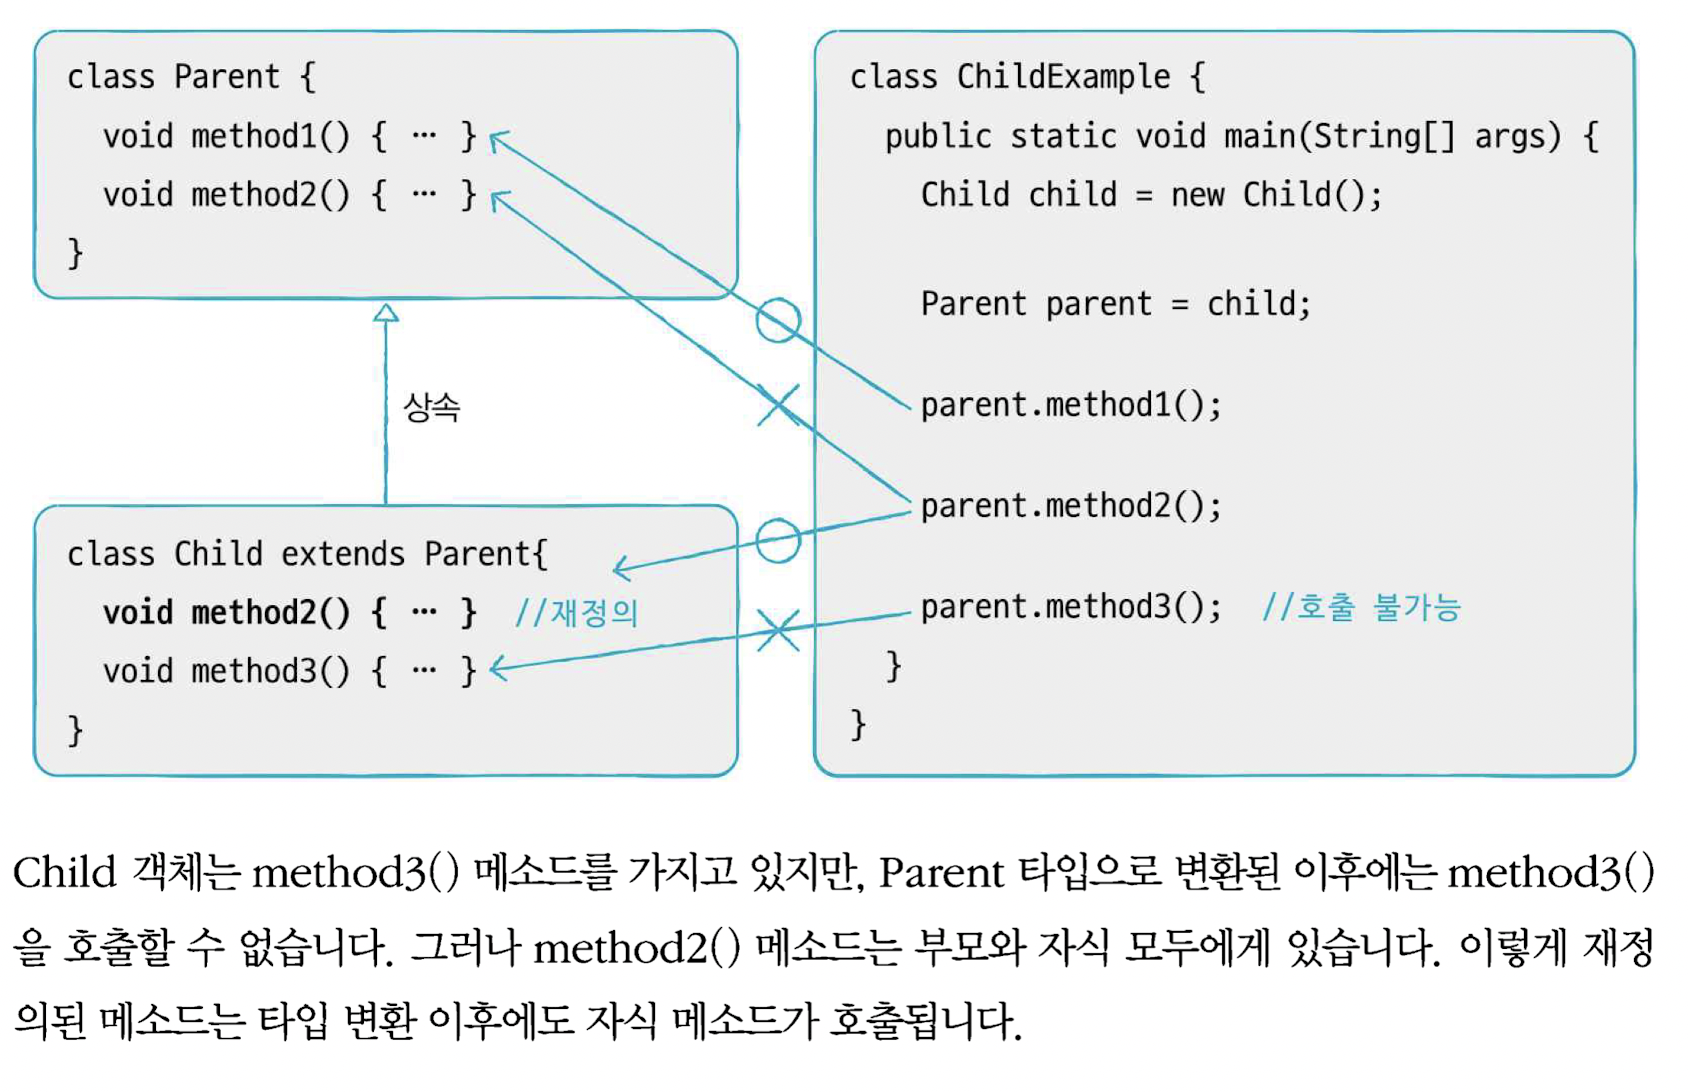 class Parent {
void method1() { … }
void method2() { … }
}
상속
class Child extends Parent{
void method2() { … } //재정의
void method3() { … }
}
class ChildExample {
public static void main(String[] args) {
Child child = new Child();
Parent parent = child;
parent.method1();
parent.method2();
parent.method3(); //호출 불가능
}
}
Child 객체는 method3() 메소드를 가지고 있지만, Parent 타입으로 변환된 이후에는 method3()
을 호출할 수 없습니다. 그러나 method2() 메소드는 부모와 자식 모두에게 있습니다. 이렇게 재정
의된 메소드는 타입 변환 이후에도 자식 메소드가 호출됩니다.